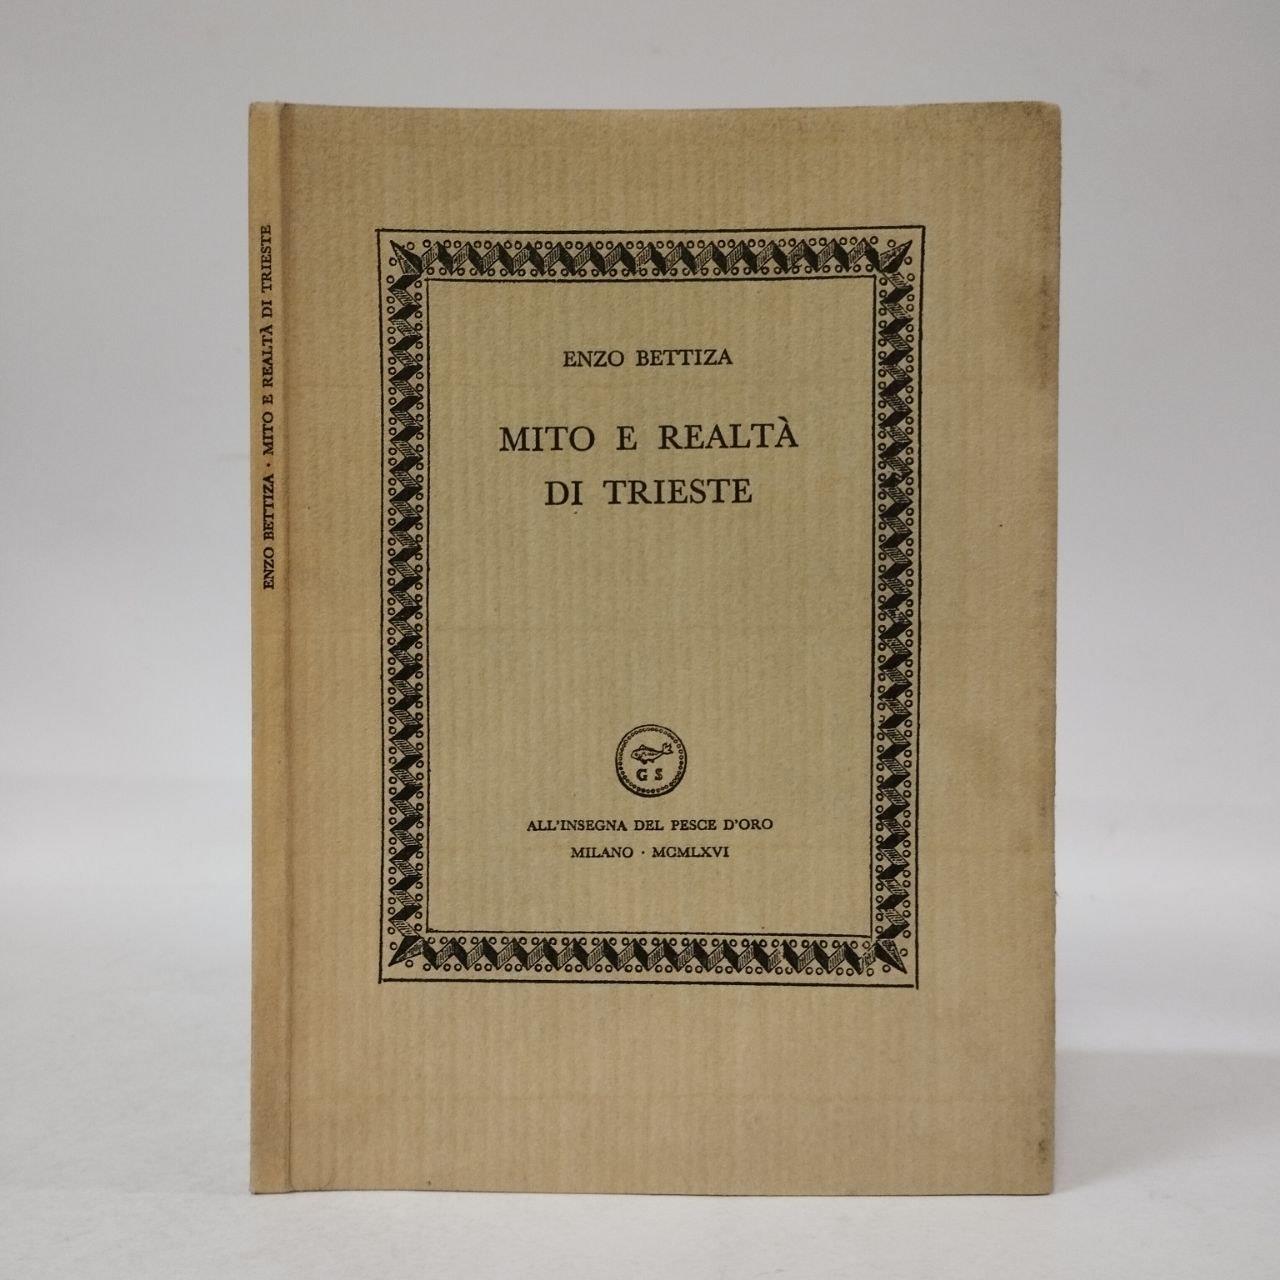 ENZO BETTIZA · MITO E REALTÀ DI TRIESTE
ENZO BETTIZA
MITO E REALTÀ
DI TRIESTE
G S
ALL'INSEGNA DEL PESCE D'ORO
MILANO · MCMLXVI